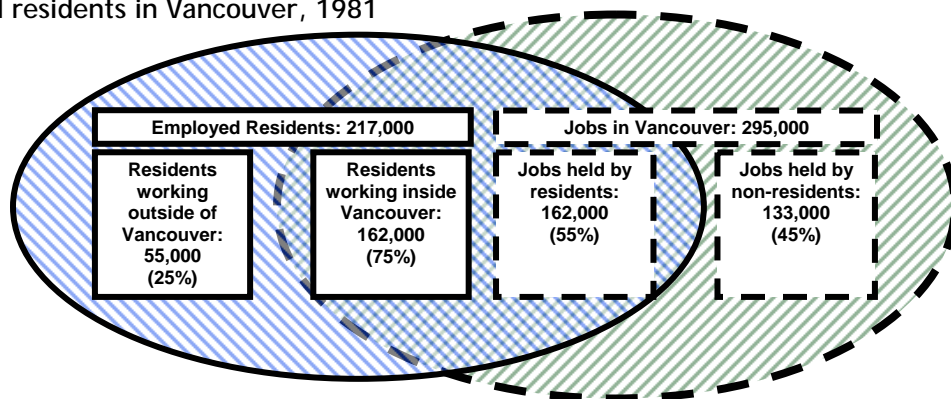 residents in Vancouver, 1981
Employed Residents: 217,000
Jobs in Vancouver: 295,000
Residents
working
outside of
Vancouver:
55,000
(25%)
Residents
working inside
Vancouver:
162,000
(75%)
Jobs held by
residents:
162,000
(55%)
Jobs held by
non-residents:
133,000
(45%)